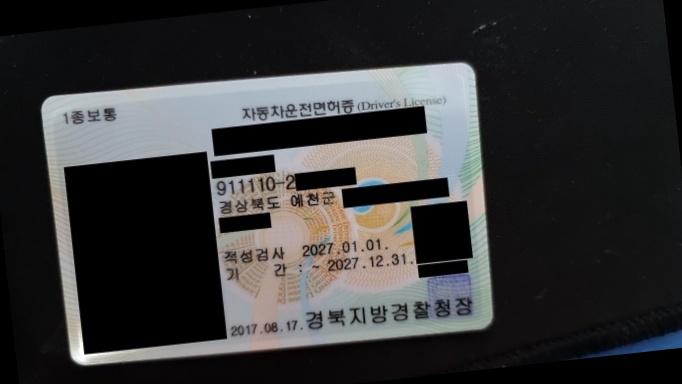 1종보통
자동차운전면허증 (Driver's License)
911110-2
경상북도 예천군
적성검사 2027.01.01.
기 간 : ~ 2027.12.31.
2017.08.17. 경북지방경찰청장